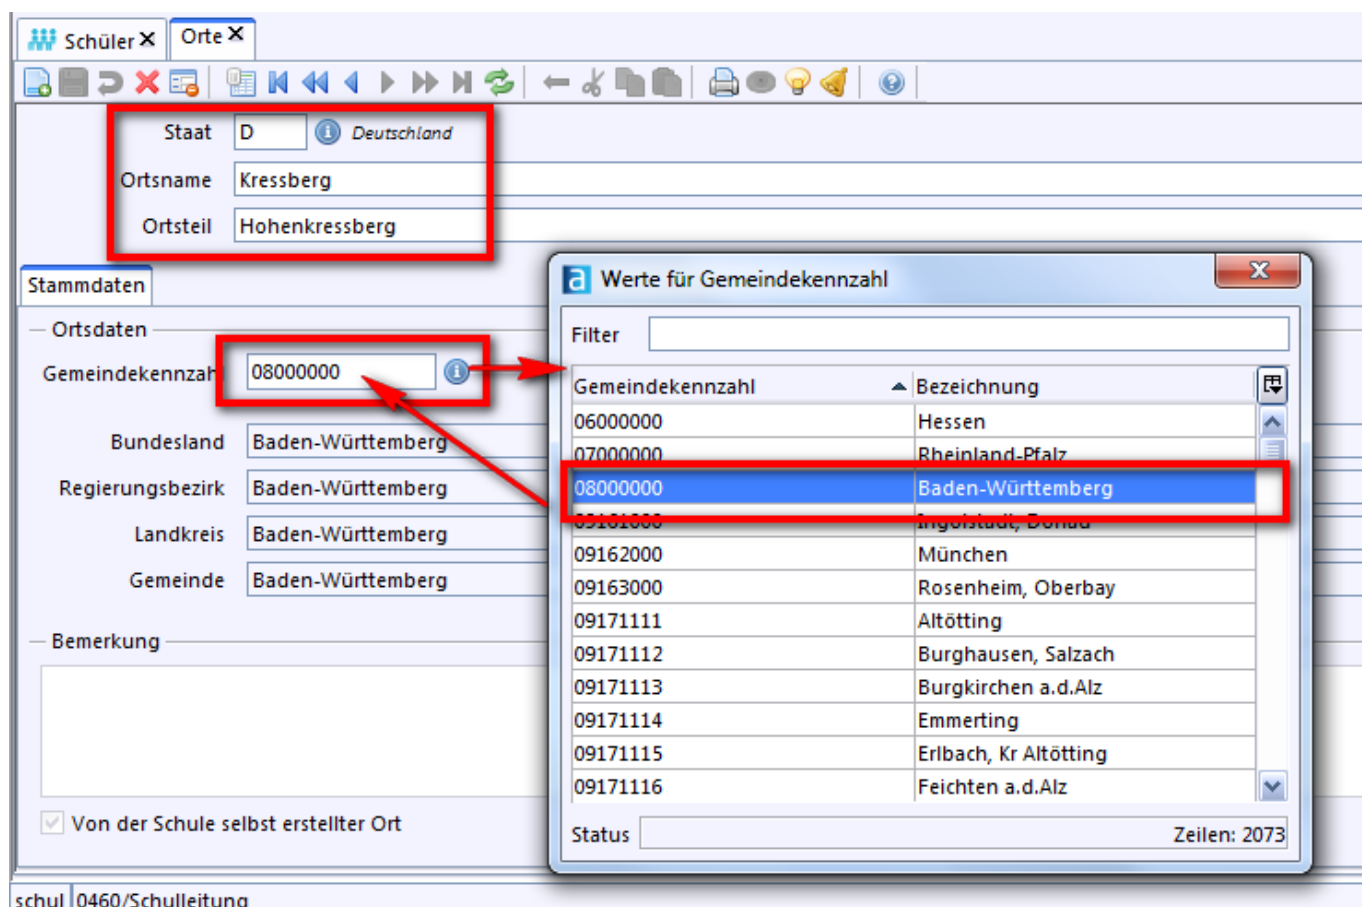 Schüler X Orte X
Staat D Deutschland
Ortsname Kressberg
Ortsteil Hohenkressberg
Stammdaten
Ortsdaten
Gemeindekennzahl 08000000
Bundesland Baden-Württemberg
Regierungsbezirk Baden-Württemberg
Landkreis Baden-Württemberg
Gemeinde Baden-Württemberg
Bemerkung
Von der Schule selbst erstellter Ort
schul 0460/Schulleitung
a Werte für Gemeindekennzahl X
Filter
Gemeindekennzahl Bezeichnung
06000000 Hessen
07000000 Rheinland-Pfalz
08000000 Baden-Württemberg
09161000 Ingolstadt, Donau
09162000 München
09163000 Rosenheim, Oberbay
09171111 Altötting
09171112 Burghausen, Salzach
09171113 Burgkirchen a.d.Alz
09171114 Emmerting
09171115 Erlbach, Kr Altötting
09171116 Feichten a.d.Alz
Status Zeilen: 2073